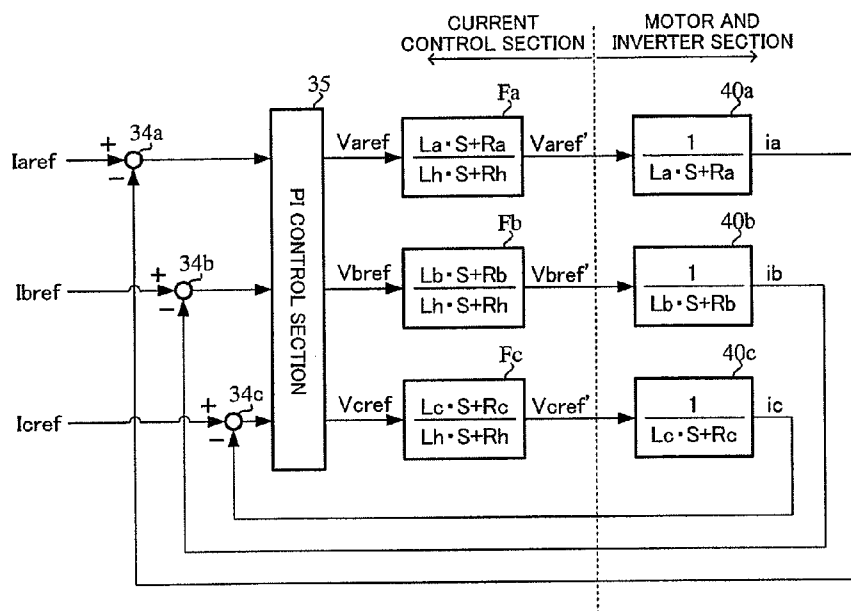 CURRENT
CONTROL SECTION
MOTOR AND
INVERTER SECTION
35
Fa
40a
+
34a
Iaref
−
Varef
La･S+Ra
Lh･S+Rh
Varef'
1
La･S+Ra
ia
PI CONTROL SECTION
Fb
40b
+
34b
Ibref
−
Vbref
Lb･S+Rb
Lh･S+Rh
Vbref'
1
Lb･S+Rb
ib
Fc
40c
+
34c
Icref
−
Vcref
Lc･S+Rc
Lh･S+Rh
Vcref'
1
Lc･S+Rc
ic